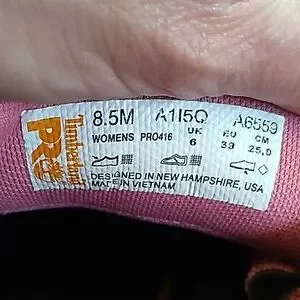 Timberland
PRO
8.5M A1I5Q A6559
WOMENS PRO416 UK EU CM
6 39 25,0
DESIGNED IN NEW HAMPSHIRE, USA
MADE IN VIETNAM